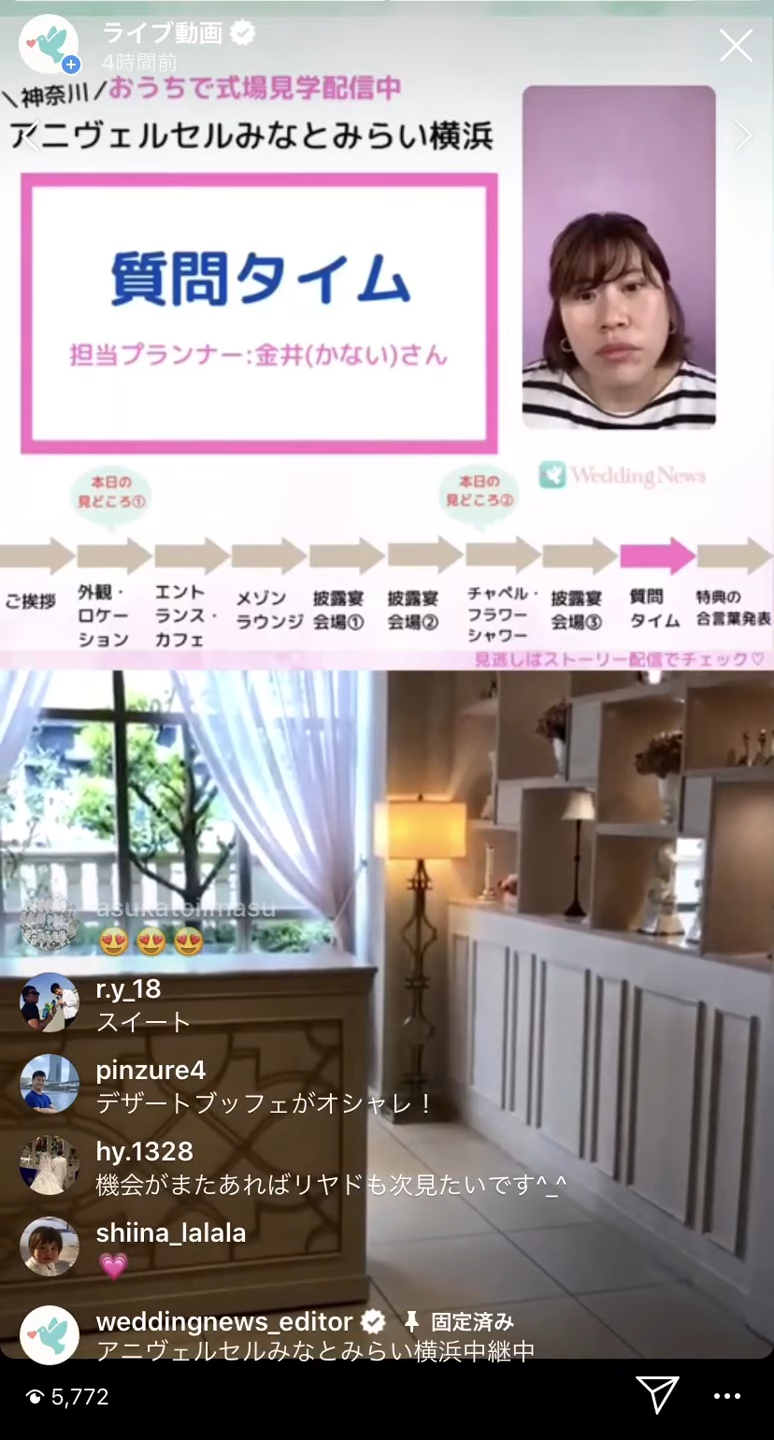 ライブ動画
4時間前
\神奈川/おうちで式場見学配信中
アニヴェルセルみなとみらい横浜
質問タイム
担当プランナー:金井(かない)さん
本日の
見どころ①
本日の
見どころ②
WeddingNews
ご挨拶
外観・
ロケー
ション
エント
ランス・
カフェ
メゾン
ラウンジ
披露宴
会場①
披露宴
会場②
チャペル・
フラワー
シャワー
披露宴
会場③
質問
タイム
特典の
合言葉発表
見逃しはストーリー配信でチェック♡
asukatoiimasu
😍😍😍
r.y_18
スイート
pinzure4
デザートブッフェがオシャレ！
hy.1328
機会がまたあればリヤドも次見たいです^_^
shiina_lalala
💗
weddingnews_editor 固定済み
アニヴェルセルみなとみらい横浜中継中
5,772